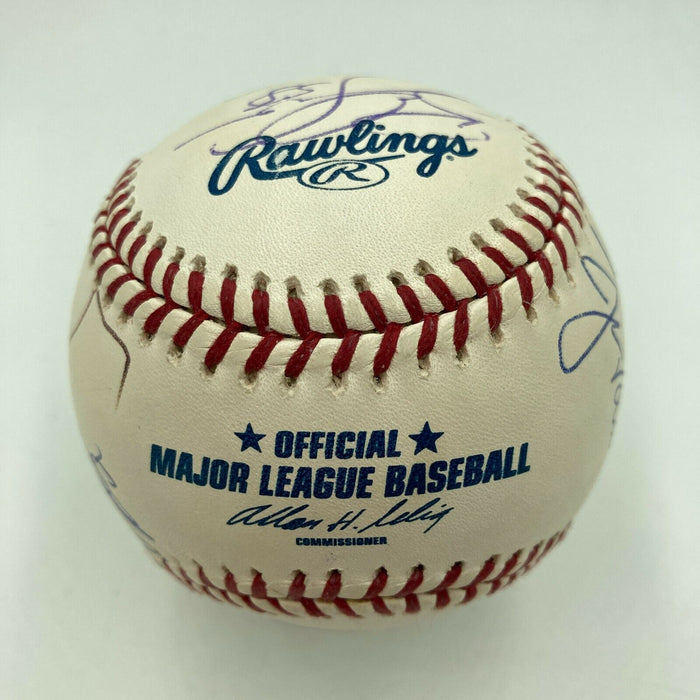 Rawlings
R
★ OFFICIAL ★
MAJOR LEAGUE BASEBALL
Allan H. Selig
COMMISSIONER